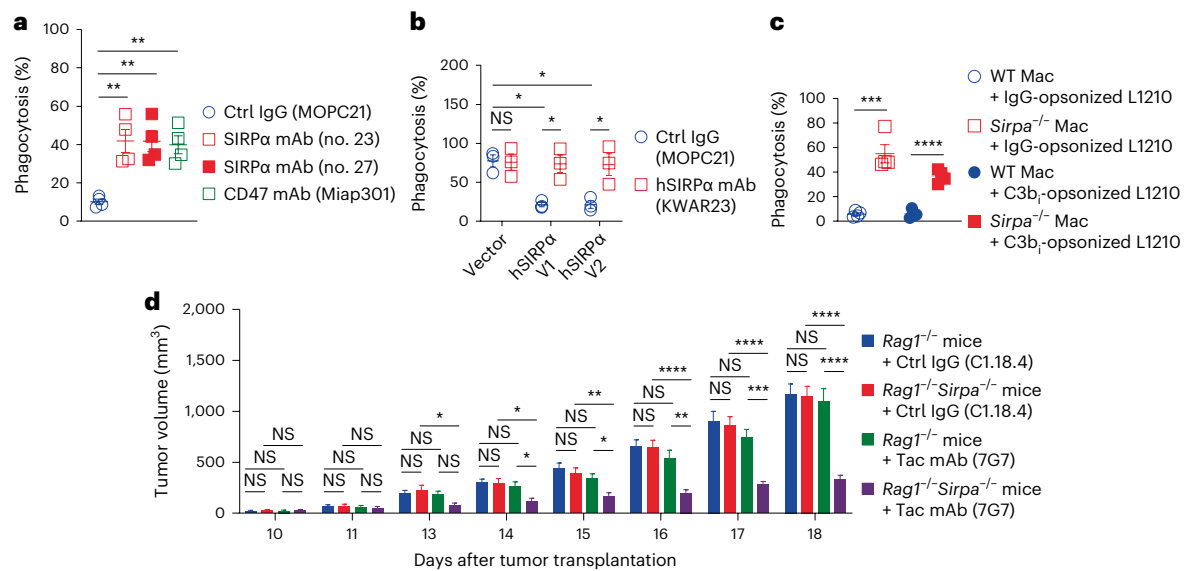 a
Phagocytosis (%)
100
80
60
40
20
0
**
**
**
Ctrl IgG (MOPC21)
SIRPα mAb (no. 23)
SIRPα mAb (no. 27)
CD47 mAb (Miap301)
b
Phagocytosis (%)
200
150
100
50
0
*
*
NS
*
*
Vector
hSIRPα
V1
hSIRPα
V2
Ctrl IgG
(MOPC21)
hSIRPα mAb
(KWAR23)
c
Phagocytosis (%)
100
80
60
40
20
0
***
****
WT Mac
+ IgG-opsonized L1210
Sirpa−/− Mac
+ IgG-opsonized L1210
WT Mac
+ C3bi-opsonized L1210
Sirpa−/− Mac
+ C3bi-opsonized L1210
d
Tumor volume (mm3)
2,000
1,500
1,000
500
0
NS
NS
NS NS
NS
NS
NS NS
*
NS
NS NS
*
NS
NS *
**
NS
NS *
****
NS
NS **
****
NS
NS ***
****
NS
NS ****
10 11 13 14 15 16 17 18
Days after tumor transplantation
Rag1−/− mice
+ Ctrl IgG (C1.18.4)
Rag1−/−Sirpa−/− mice
+ Ctrl IgG (C1.18.4)
Rag1−/− mice
+ Tac mAb (7G7)
Rag1−/−Sirpa−/− mice
+ Tac mAb (7G7)